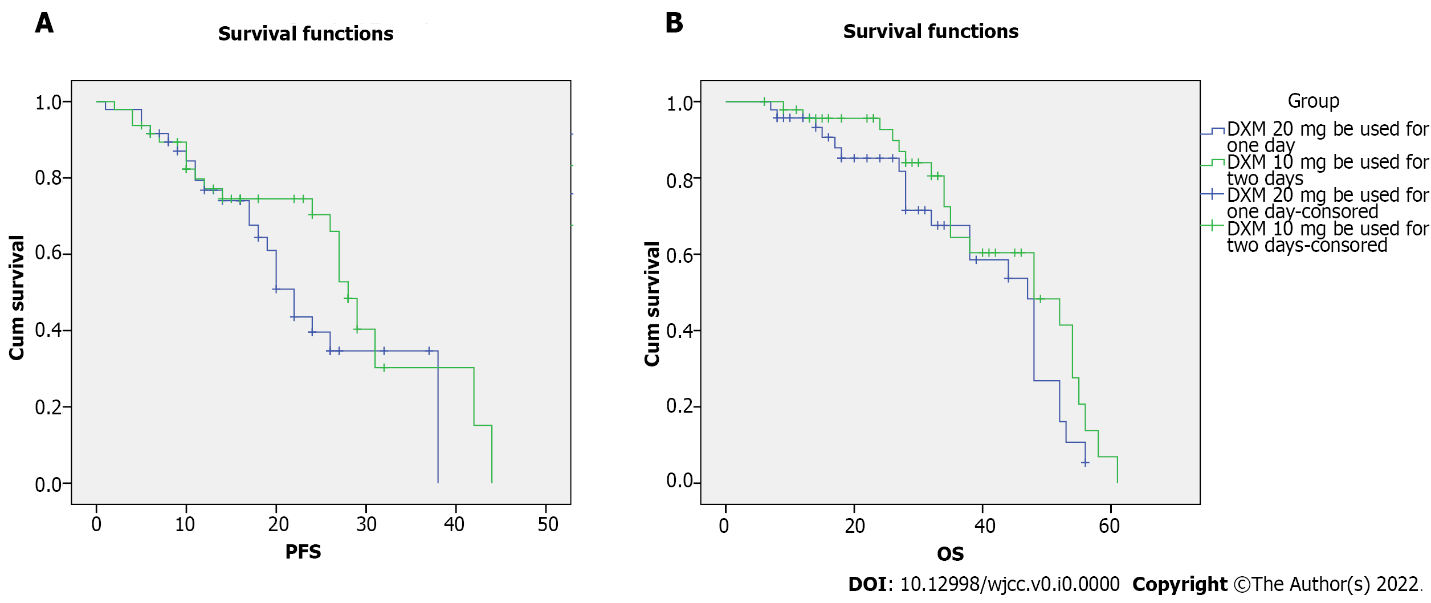 A
Survival functions
Cum survival
1.0
0.8
0.6
0.4
0.2
0.0
0 10 20 30 40 50
PFS
B
Survival functions
Cum survival
1.0
0.8
0.6
0.4
0.2
0.0
0 20 40 60
OS
Group
DXM 20 mg be used for
one day
DXM 10 mg be used for
two days
DXM 20 mg be used for
one day-consored
DXM 10 mg be used for
two days-consored
DOI: 10.12998/wjcc.v0.i0.0000 Copyright ©The Author(s) 2022.